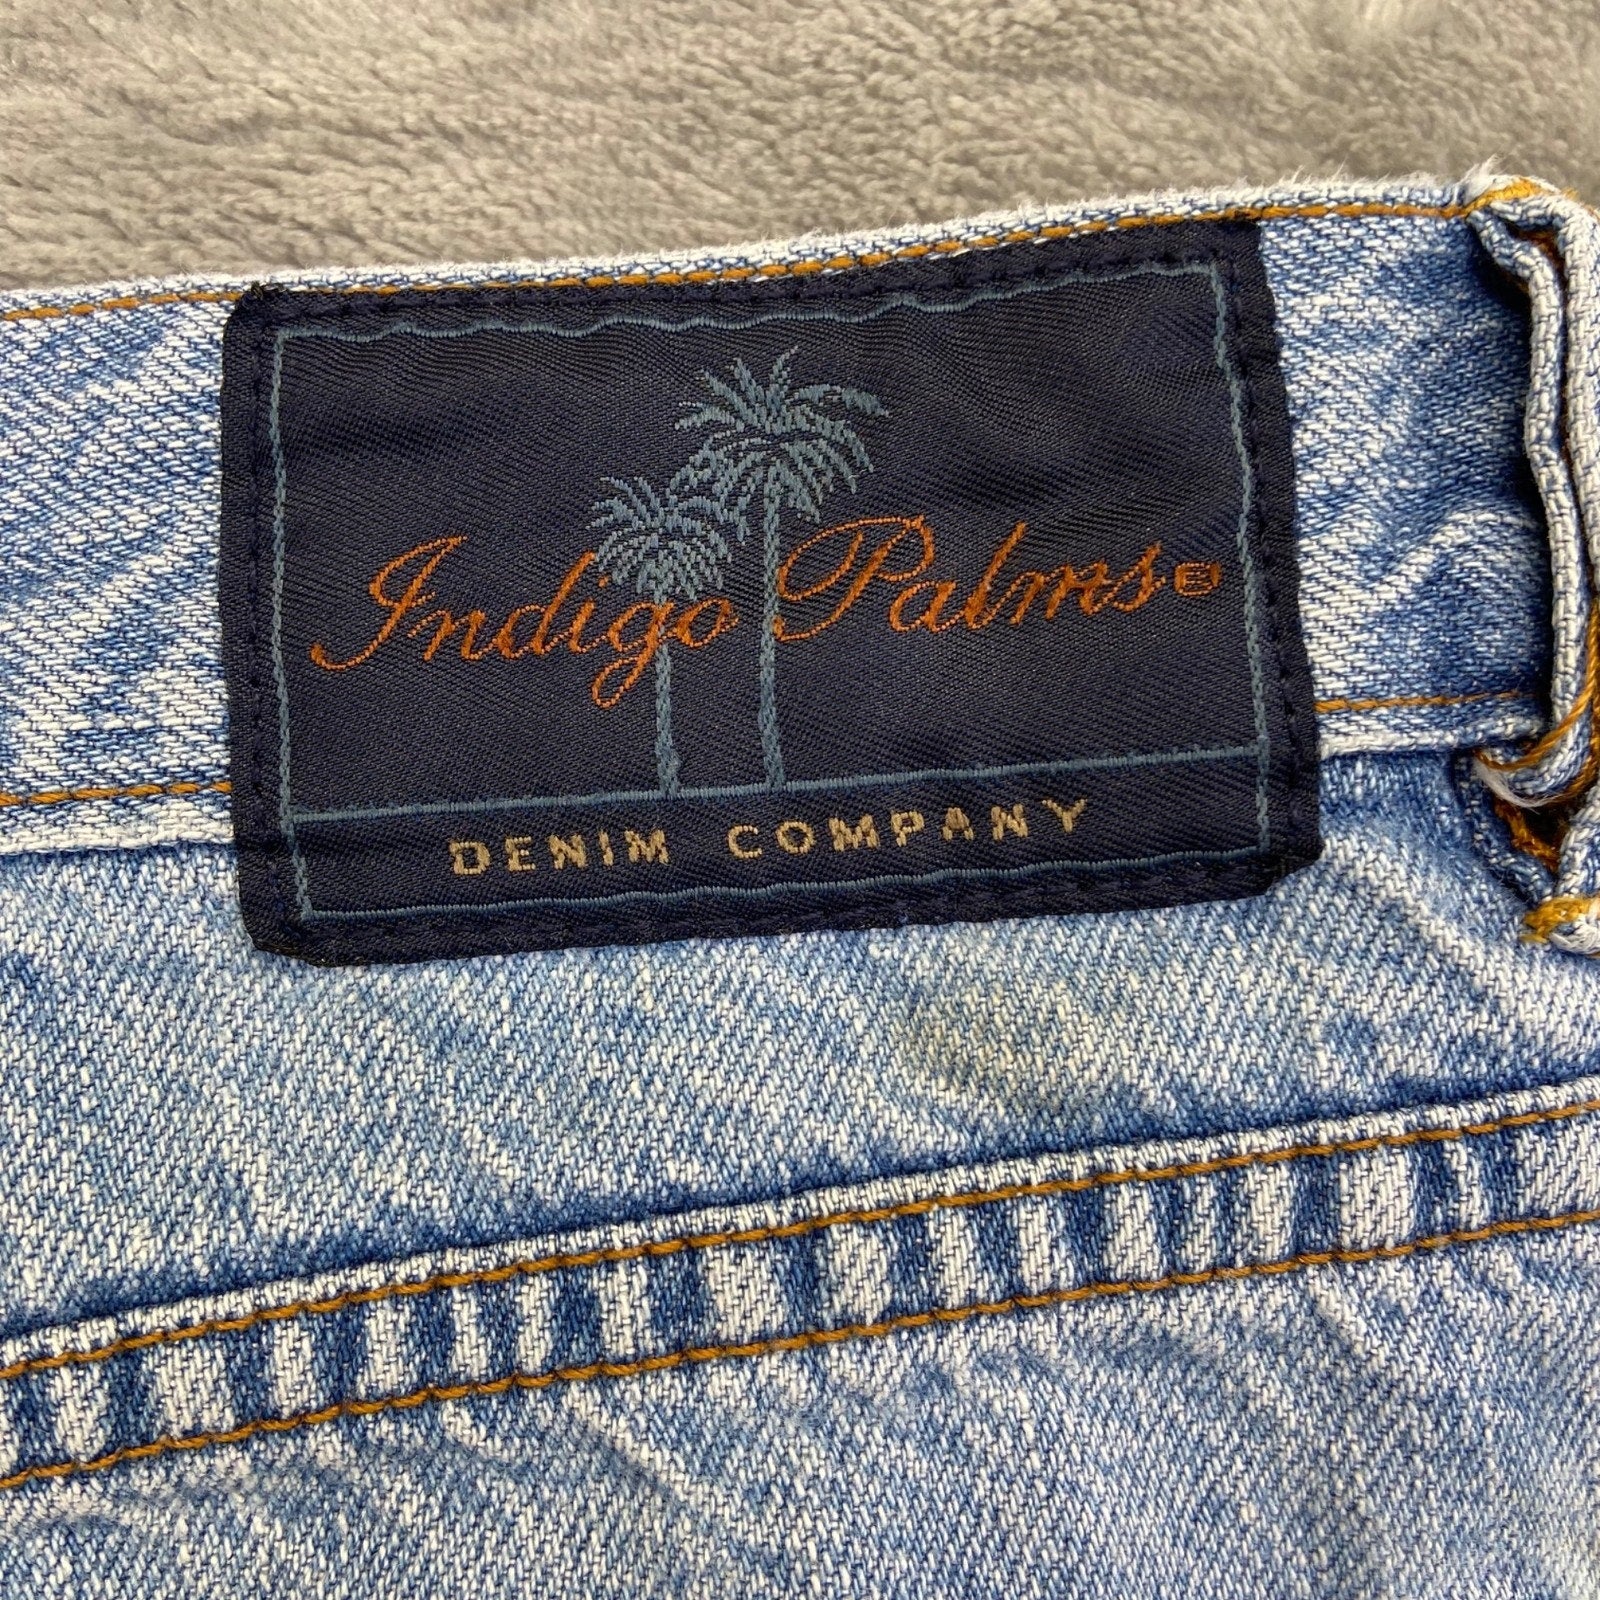 Indigo Palms®
DENIM COMPANY